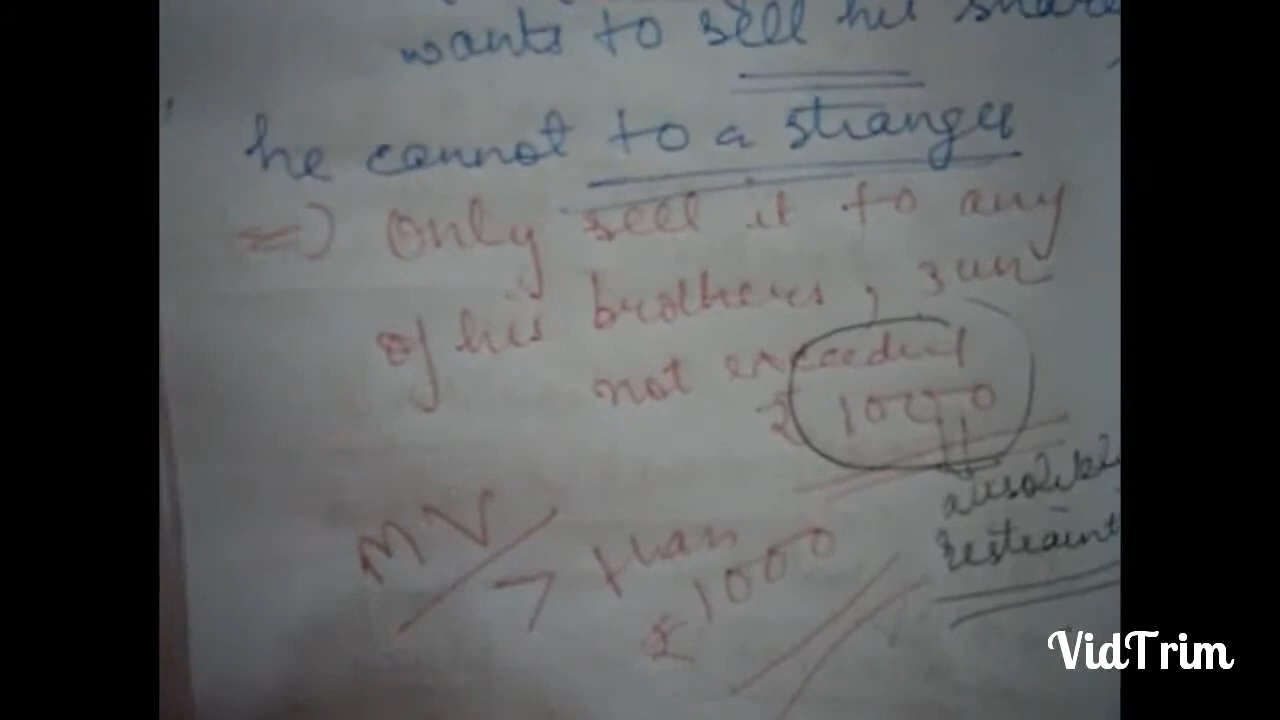 wants to sell his share
he cannot to a stranger
=> Only sell it to any
of his brothers, sum
not exceeding
₹ 1000
absolute
restraint
MV > than
₹ 1000
VidTrim